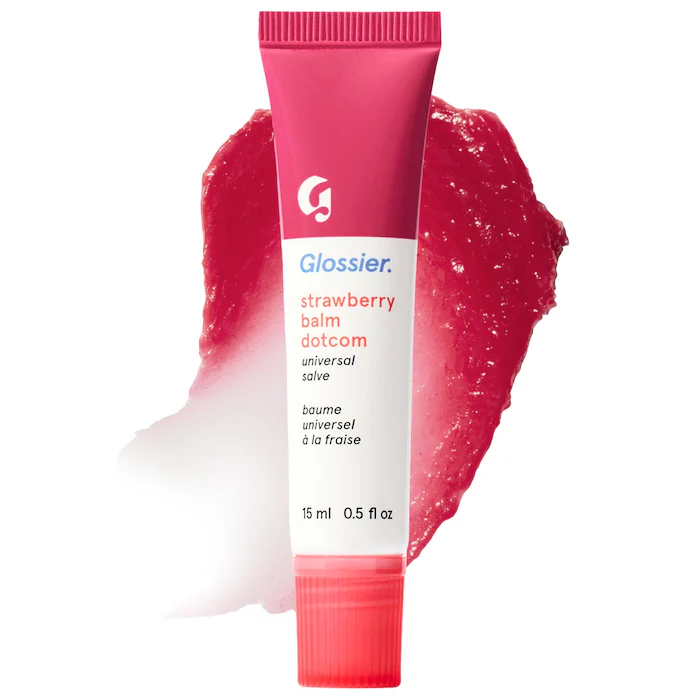 G
Glossier.
strawberry
balm
dotcom
universal
salve
baume
universel
à la fraise
15 ml 0.5 fl oz